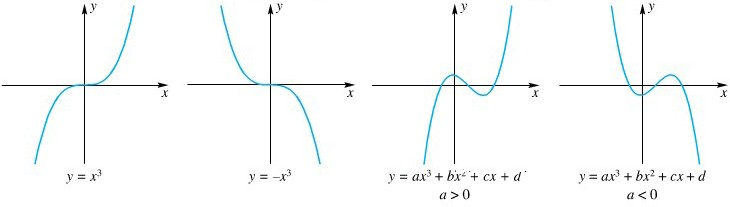 y
x
y = x³
y
x
y = –x³
y
x
y = ax³ + bx² + cx + d
a > 0
y
x
y = ax³ + bx² + cx + d
a < 0